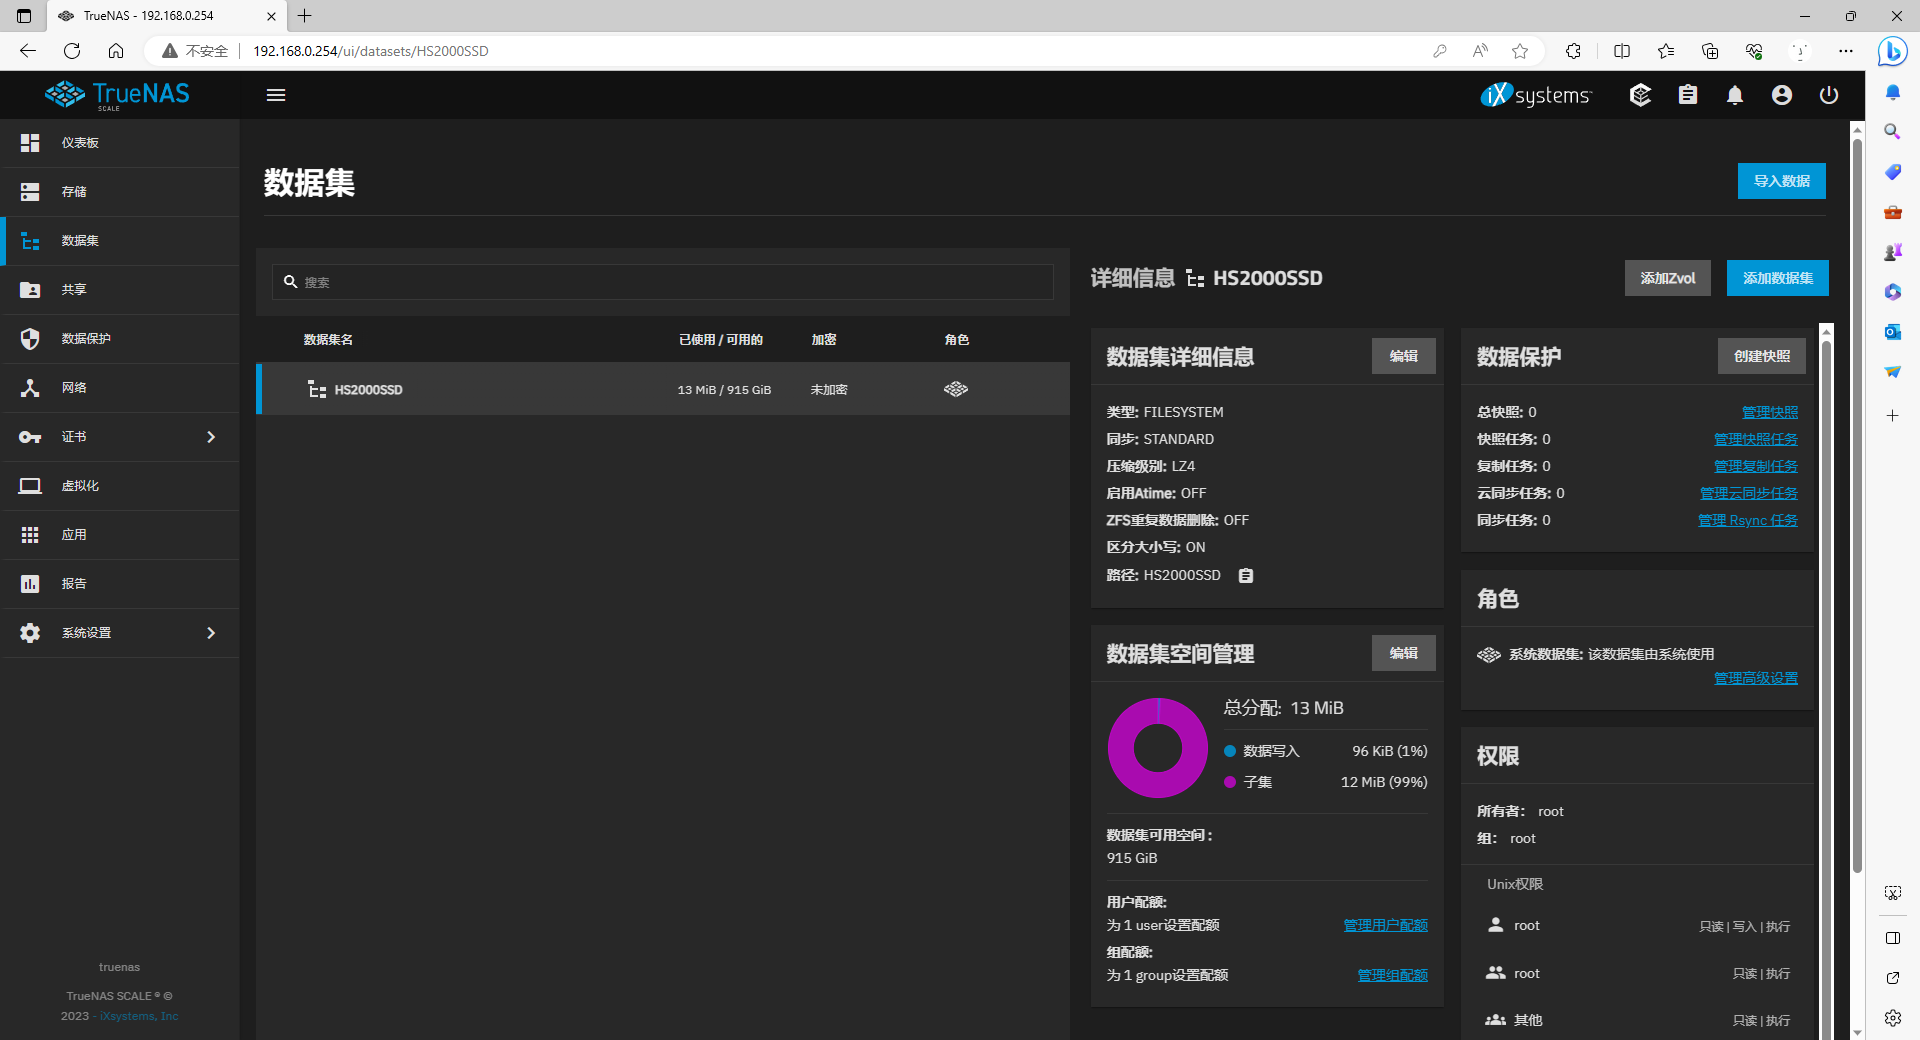 TrueNAS - 192.168.0.254
不安全
192.168.0.254/ui/datasets/HS2000SSD
TrueNAS
SCALE
iXsystems
仪表板
存储
数据集
共享
数据保护
网络
证书
虚拟化
应用
报告
系统设置
truenas
TrueNAS SCALE ® ©
2023 - iXsystems, Inc
数据集
导入数据
搜索
数据集名
已使用 / 可用的
加密
角色
HS2000SSD
13 MiB / 915 GiB
未加密
详细信息
HS2000SSD
添加Zvol
添加数据集
数据集详细信息
编辑
类型: FILESYSTEM
同步: STANDARD
压缩级别: LZ4
启用Atime: OFF
ZFS重复数据删除: OFF
区分大小写: ON
路径: HS2000SSD
数据集空间管理
编辑
总分配: 13 MiB
数据写入 96 KiB (1%)
子集 12 MiB (99%)
数据集可用空间 :
915 GiB
用户配额:
为 1 user设置配额 管理用户配额
组配额:
为 1 group设置配额 管理组配额
数据保护
创建快照
总快照: 0 管理快照
快照任务: 0 管理快照任务
复制任务: 0 管理复制任务
云同步任务: 0 管理云同步任务
同步任务: 0 管理 Rsync 任务
角色
系统数据集: 该数据集由系统使用
管理高级设置
权限
所有者: root
组: root
Unix权限
root 只读 | 写入 | 执行
root 只读 | 执行
其他 只读 | 执行